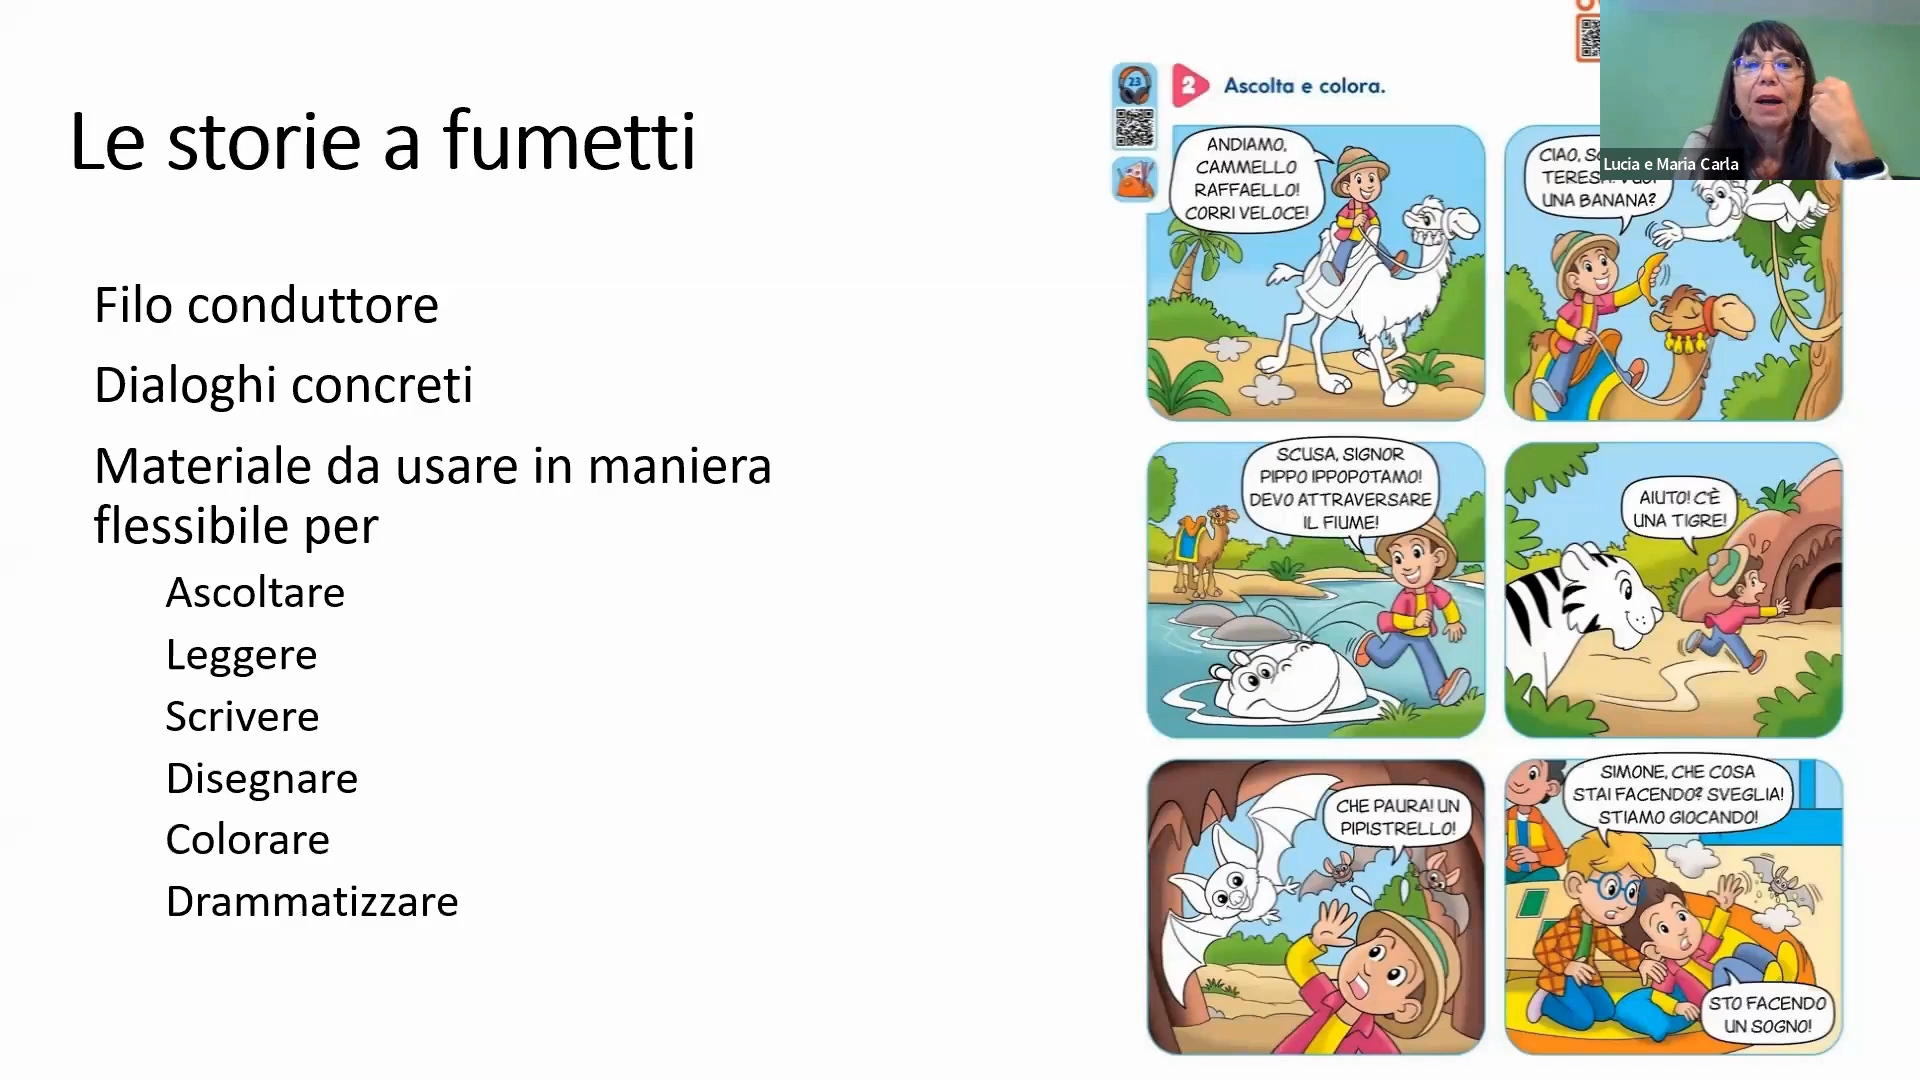 Le storie a fumetti
Filo conduttore
Dialoghi concreti
Materiale da usare in maniera
flessibile per
Ascoltare
Leggere
Scrivere
Disegnare
Colorare
Drammatizzare
23
2 Ascolta e colora.
ANDIAMO,
CAMMELLO
RAFFAELLO!
CORRI VELOCE!
CIAO,
UNA BANANA?
SCUSA, SIGNOR
PIPPO IPPOPOTAMO!
DEVO ATTRAVERSARE
IL FIUME!
AIUTO! C'È
UNA TIGRE!
CHE PAURA! UN
PIPISTRELLO!
SIMONE, CHE COSA
STAI FACENDO? SVEGLIA!
STIAMO GIOCANDO!
STO FACENDO
UN SOGNO!
Lucia e Maria Carla